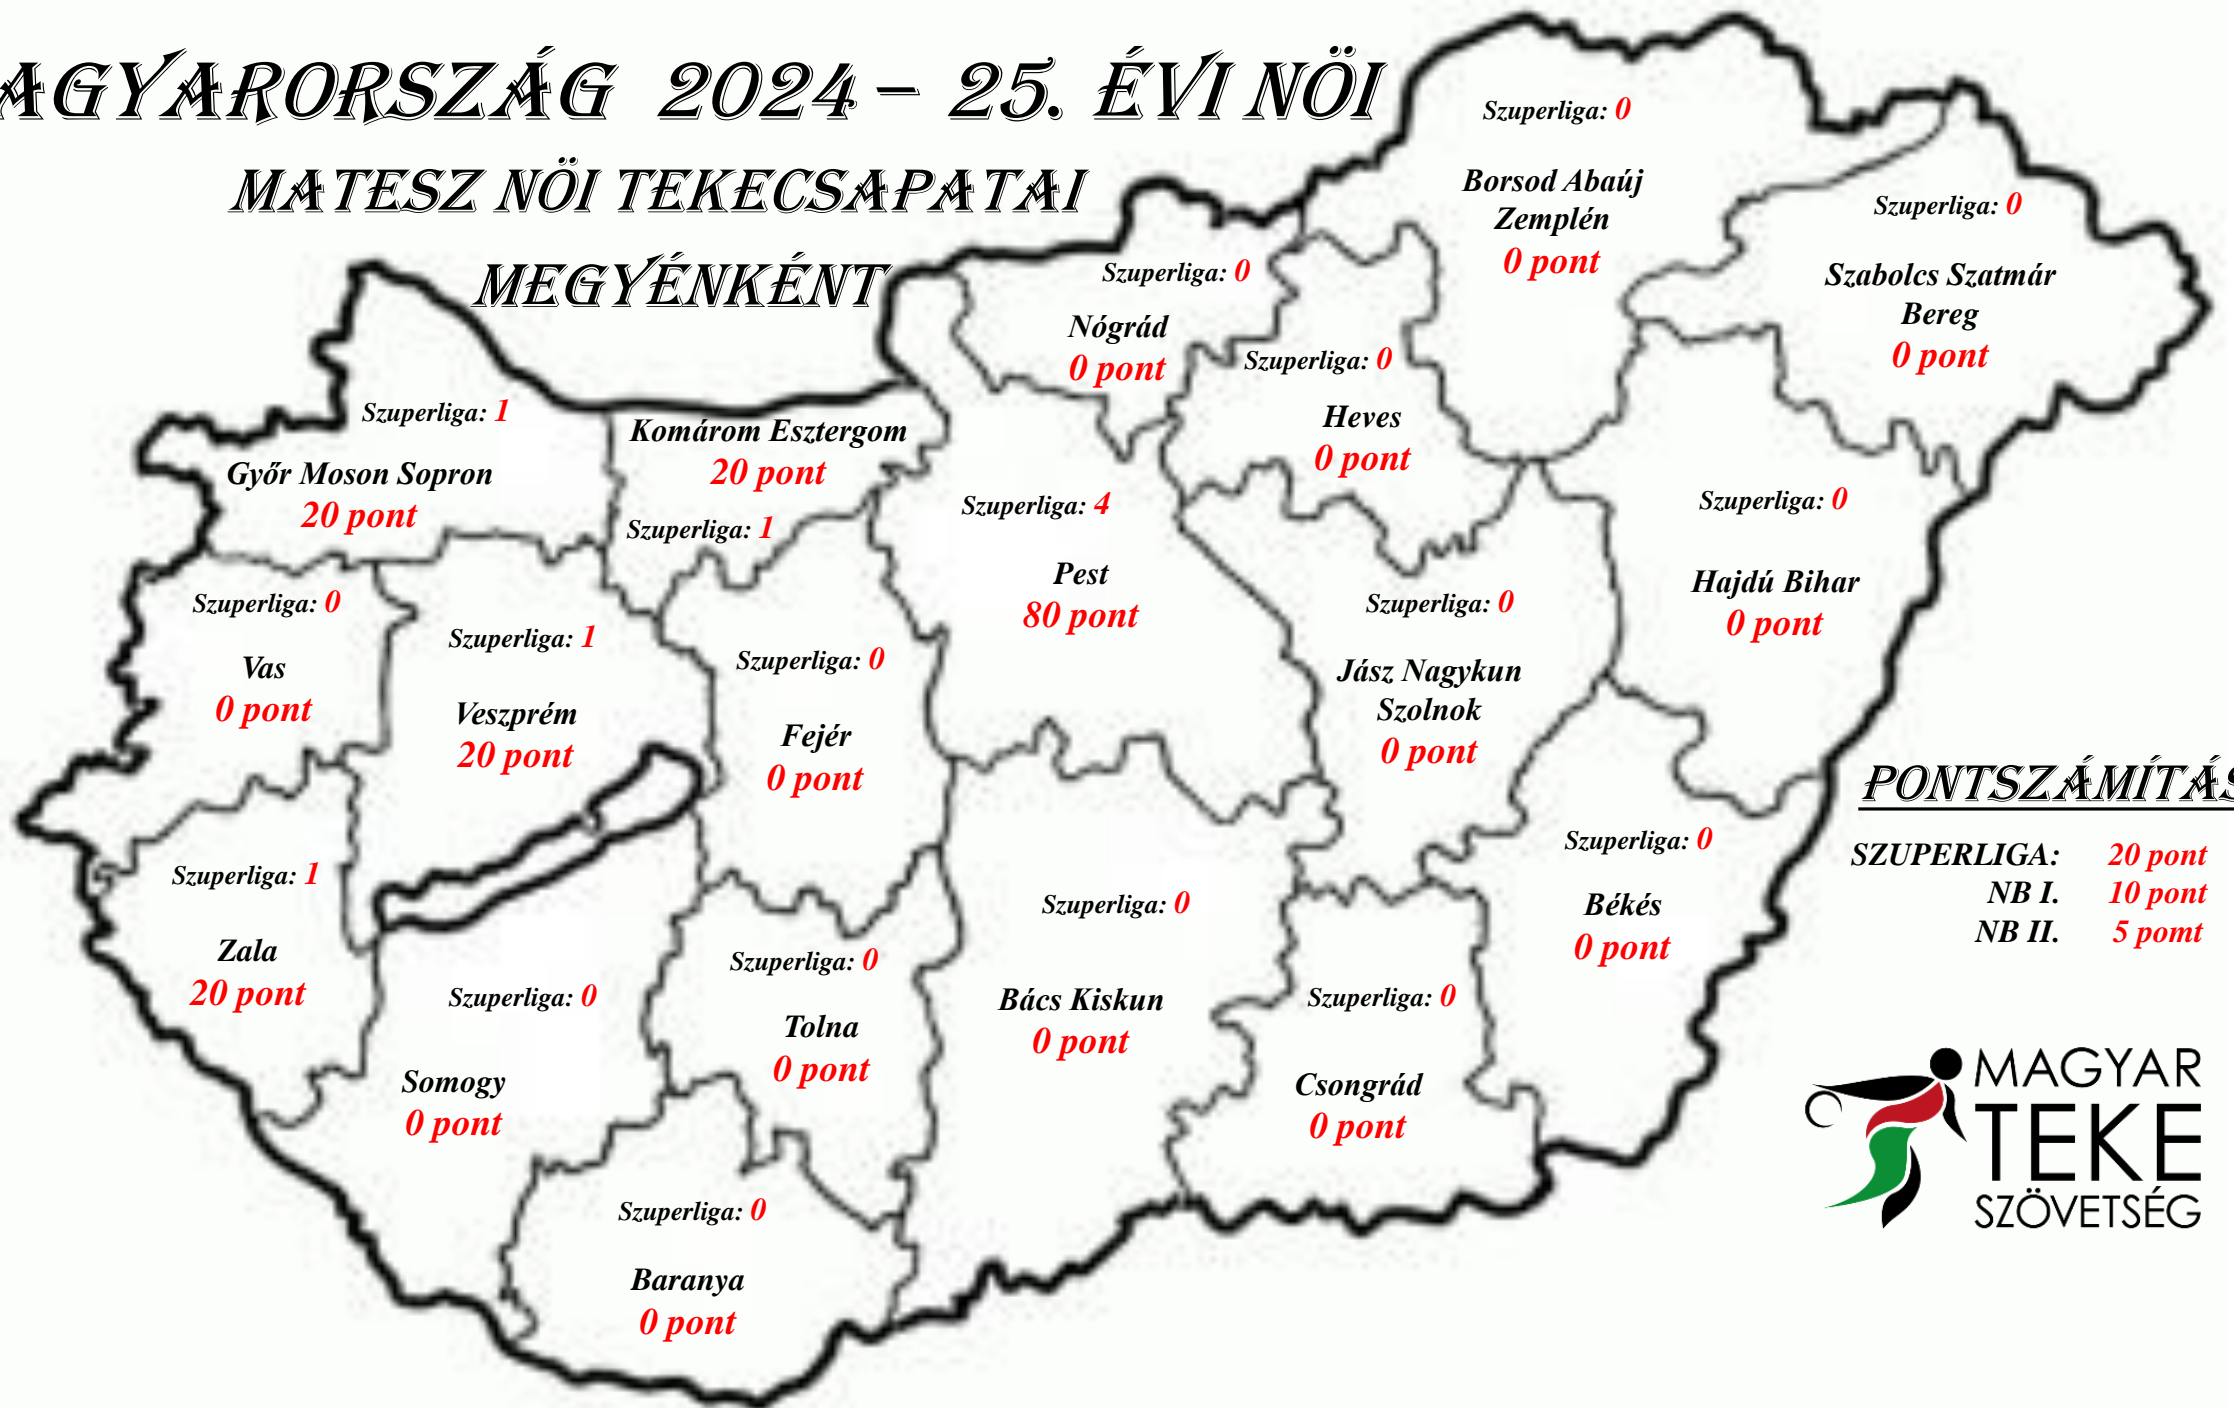 AGYARORSZÁG 2024 – 25. ÉVI NÖI
MATESZ NÖI TEKECSAPATAI
MEGYÉNKÉNT
Szuperliga: 0
Borsod Abaúj
Zemplén
0 pont
Szuperliga: 0
Szabolcs Szatmár
Bereg
0 pont
Szuperliga: 0
Nógrád
0 pont
Szuperliga: 0
Heves
0 pont
Szuperliga: 1
Győr Moson Sopron
20 pont
Komárom Esztergom
20 pont
Szuperliga: 1
Szuperliga: 4
Pest
80 pont
Szuperliga: 0
Hajdú Bihar
0 pont
Szuperliga: 0
Vas
0 pont
Szuperliga: 1
Veszprém
20 pont
Szuperliga: 0
Fejér
0 pont
Szuperliga: 0
Jász Nagykun
Szolnok
0 pont
Szuperliga: 1
Zala
20 pont
Szuperliga: 0
Somogy
0 pont
Szuperliga: 0
Tolna
0 pont
Szuperliga: 0
Bács Kiskun
0 pont
Szuperliga: 0
Csongrád
0 pont
Szuperliga: 0
Békés
0 pont
Szuperliga: 0
Baranya
0 pont
PONTSZÁMÍTÁS
SZUPERLIGA: 20 pont
NB I. 10 pont
NB II. 5 pomt
MAGYAR
TEKE
SZÖVETSÉG